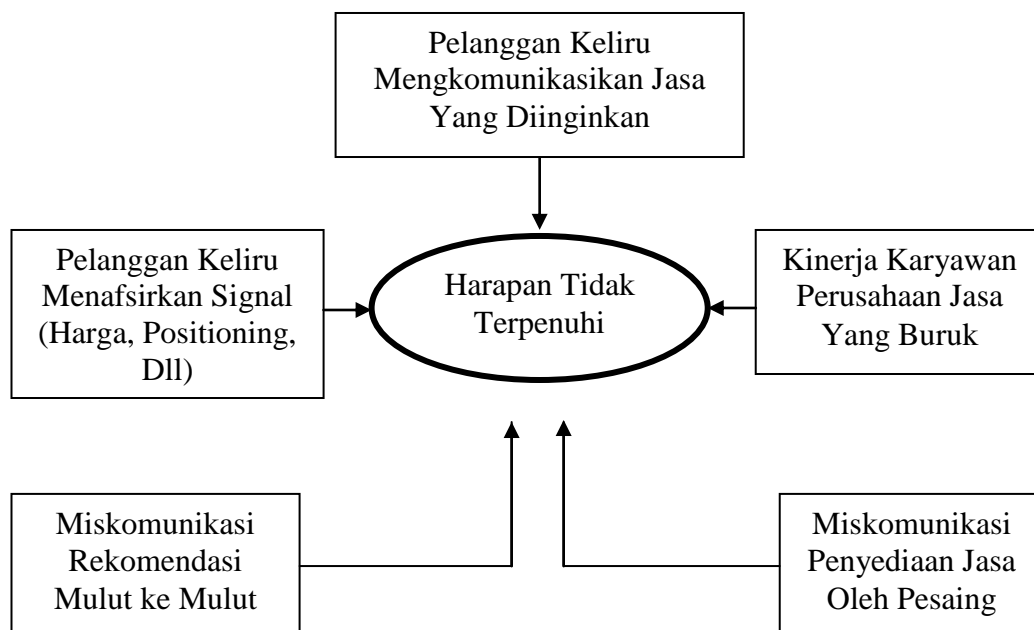 Pelanggan Keliru
Mengkomunikasikan Jasa
Yang Diinginkan
Pelanggan Keliru
Menafsirkan Signal
(Harga, Positioning,
Dll)
Harapan Tidak
Terpenuhi
Kinerja Karyawan
Perusahaan Jasa
Yang Buruk
Miskomunikasi
Rekomendasi
Mulut ke Mulut
Miskomunikasi
Penyediaan Jasa
Oleh Pesaing